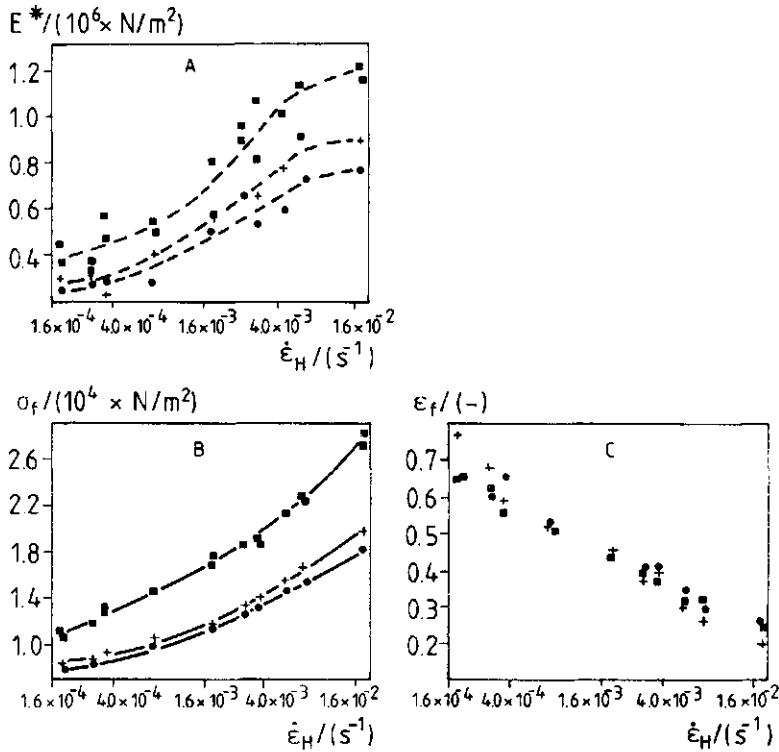 E*/(10⁶× N/m²)
A
1.2
1.0
0.8
0.6
0.4
1.6×10⁻⁴ 4.0×10⁻⁴ 1.6×10⁻³ 4.0×10⁻³ 1.6×10⁻²
ε̇_H/(s⁻¹)
σ_f/(10⁴ × N/m²)
B
2.6
1.8
1.4
1.0
1.6×10⁻⁴ 4.0×10⁻⁴ 1.6×10⁻³ 4.0×10⁻³ 1.6×10⁻²
ε̇_H/(s⁻¹)
ε_f/(-)
C
0.7
0.6
0.5
0.4
0.3
0.2
1.6×10⁻⁴ 4.0×10⁻⁴ 1.6×10⁻³ 4.0×10⁻³ 1.6×10⁻²
ε̇_H/(s⁻¹)